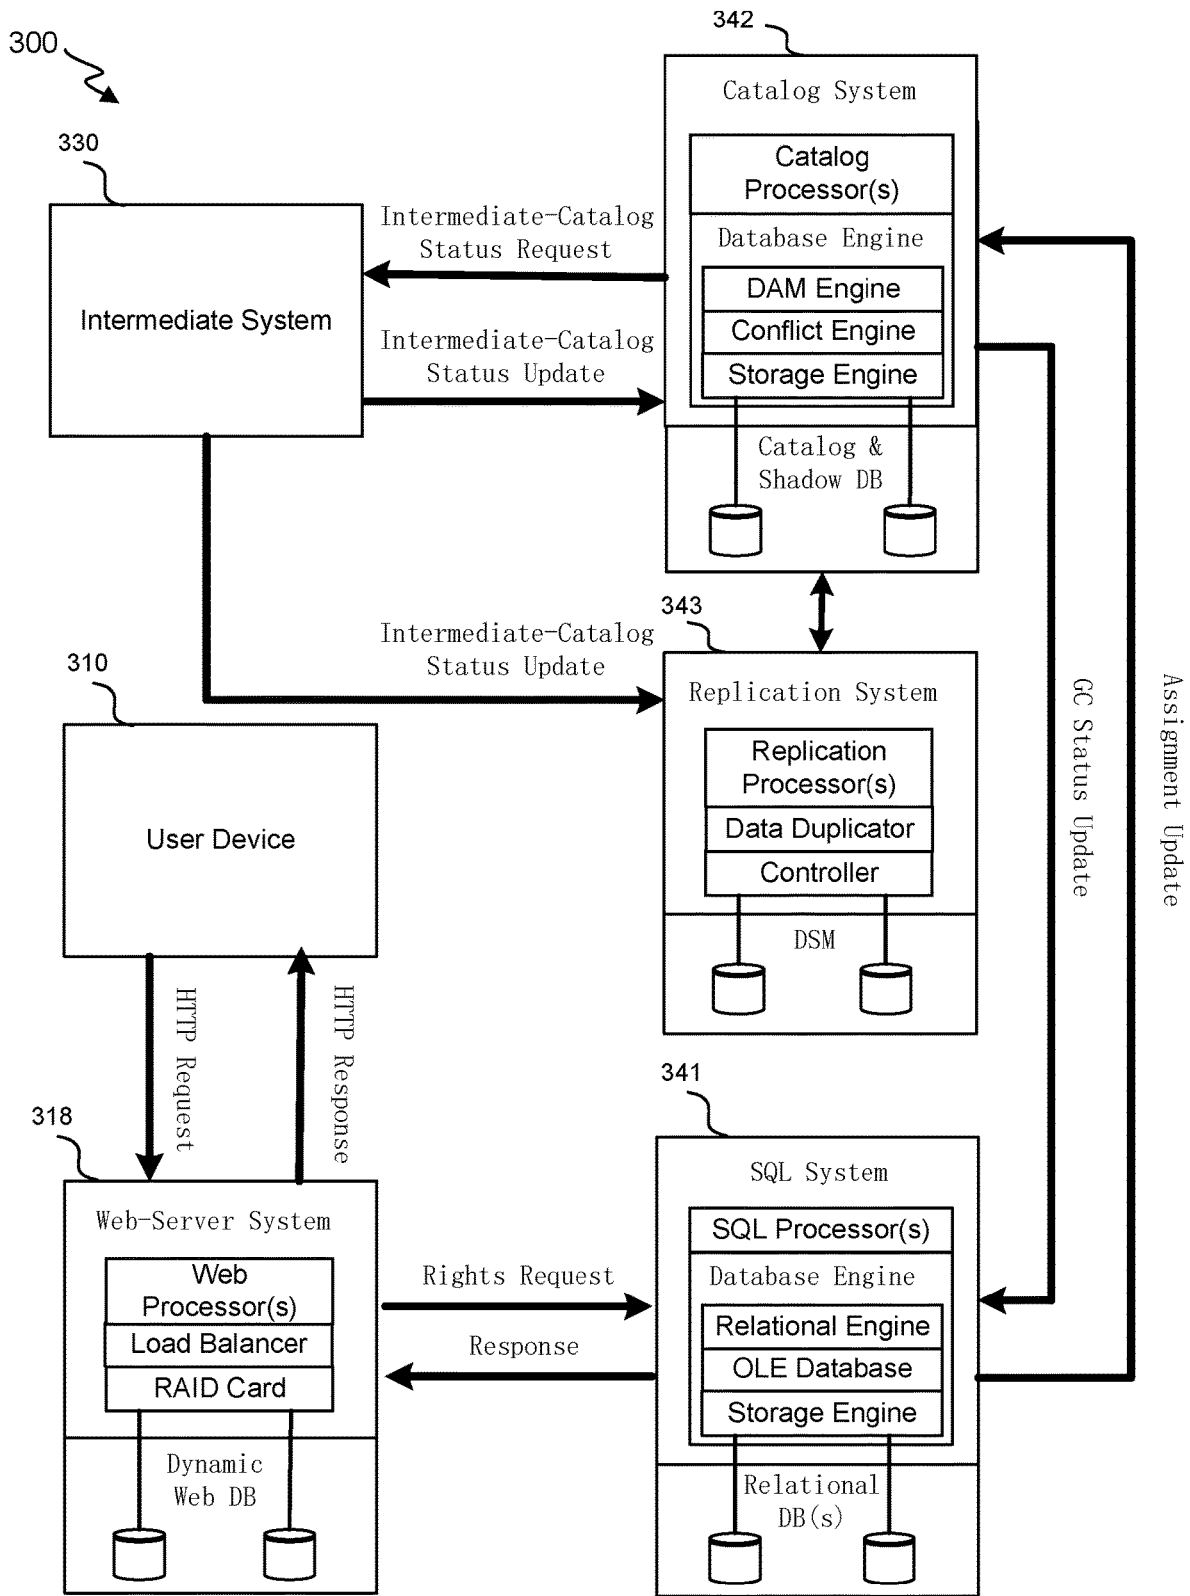 300
342
Catalog System
Catalog
Processor(s)
Database Engine
DAM Engine
Conflict Engine
Storage Engine
Catalog &
Shadow DB
330
Intermediate System
Intermediate-Catalog
Status Request
Intermediate-Catalog
Status Update
Intermediate-Catalog
Status Update
343
Replication System
Replication
Processor(s)
Data Duplicator
Controller
DSM
GC Status Update
Assignment Update
310
User Device
HTTP Request
HTTP Response
318
Web-Server System
Web
Processor(s)
Load Balancer
RAID Card
Dynamic
Web DB
Rights Request
Response
341
SQL System
SQL Processor(s)
Database Engine
Relational Engine
OLE Database
Storage Engine
Relational
DB(s)